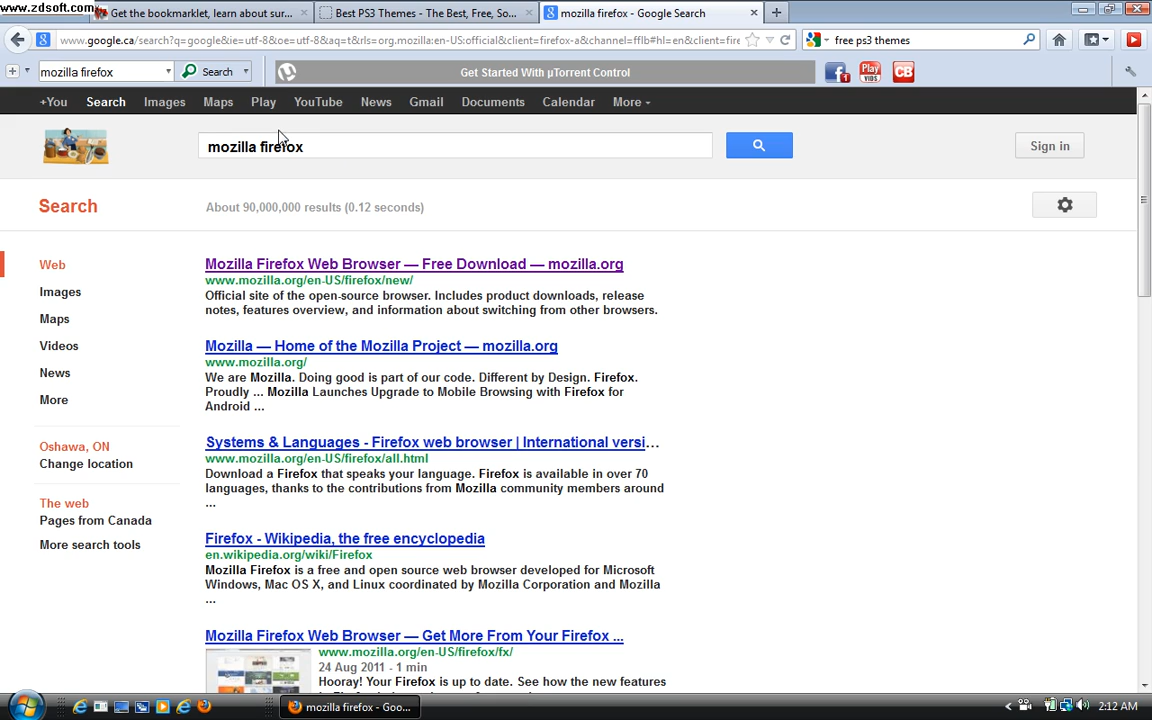 www.zdsoft.com
Get the bookmarklet, learn about sur...
Best PS3 Themes - The Best, Free, So...
mozilla firefox - Google Search
www.google.ca/search?q=google&ie=utf-8&oe=utf-8&aq=t&rls=org.mozilla:en-US:official&client=firefox-a&channel=fflb#hl=en&client=fire
free ps3 themes
mozilla firefox
Search
Get Started With µTorrent Control
1
Play
VIDS
CB
+You Search Images Maps Play YouTube News Gmail Documents Calendar More
mozilla firefox
Sign in
Search
About 90,000,000 results (0.12 seconds)
Web
Images
Maps
Videos
News
More
Oshawa, ON
Change location
The web
Pages from Canada
More search tools
Mozilla Firefox Web Browser — Free Download — mozilla.org
www.mozilla.org/en-US/firefox/new/
Official site of the open-source browser. Includes product downloads, release
notes, features overview, and information about switching from other browsers.
Mozilla — Home of the Mozilla Project — mozilla.org
www.mozilla.org/
We are Mozilla. Doing good is part of our code. Different by Design. Firefox.
Proudly ... Mozilla Launches Upgrade to Mobile Browsing with Firefox for
Android ...
Systems & Languages - Firefox web browser | International versi...
www.mozilla.org/en-US/firefox/all.html
Download a Firefox that speaks your language. Firefox is available in over 70
languages, thanks to the contributions from Mozilla community members around
...
Firefox - Wikipedia, the free encyclopedia
en.wikipedia.org/wiki/Firefox
Mozilla Firefox is a free and open source web browser developed for Microsoft
Windows, Mac OS X, and Linux coordinated by Mozilla Corporation and Mozilla
...
Mozilla Firefox Web Browser — Get More From Your Firefox ...
www.mozilla.org/en-US/firefox/fx/
24 Aug 2011 - 1 min
Hooray! Your Firefox is up to date. See how the new features
mozilla firefox - Goo...
2:12 AM